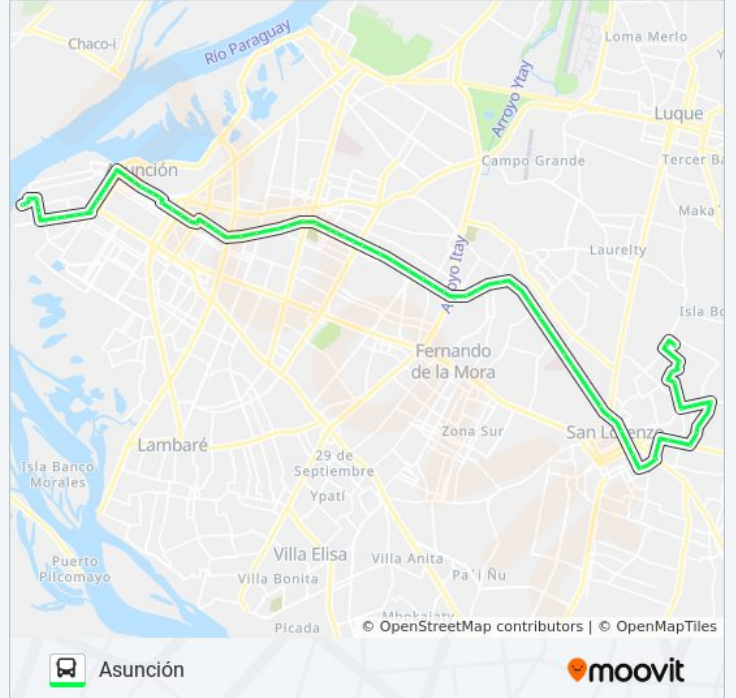 Chaco-i
Río Paraguay
Loma Merlo
Arroyo Ytay
Luque
Asunción
Campo Grande
Tercer Ba
Maka'
Arroyo Itay
Laurelty
Isla Bo
Fernando
de la Mora
San Lorenzo
Zona Sur
Lambaré
29 de
Septiembre
Isla Banco
Morales
Ypatí
Villa Elisa
Villa Anita
Puerto
Pilcomayo
Villa Bonita
Pa'i Ñu
Mbokajaty
Picada
© OpenStreetMap contributors | © OpenMapTiles
Asunción
moovit